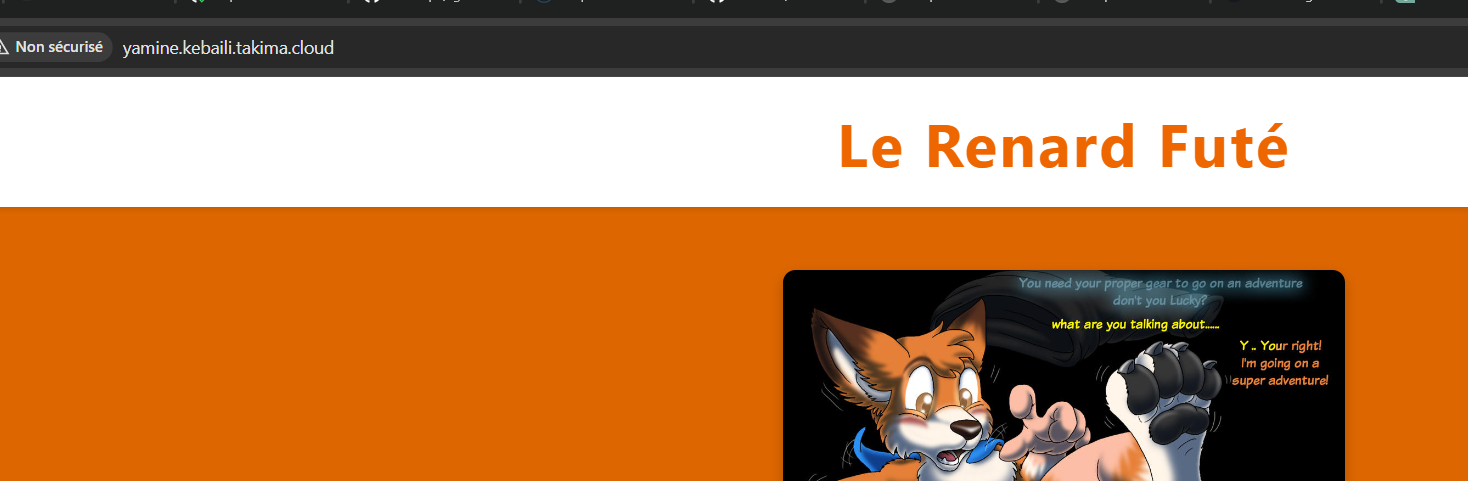 Non sécurisé
yamine.kebaili.takima.cloud
Le Renard Futé
You need your proper gear to go on an adventure
don't you Lucky?
what are you talking about......
Y .. Your right!
I'm going on a
super adventure!